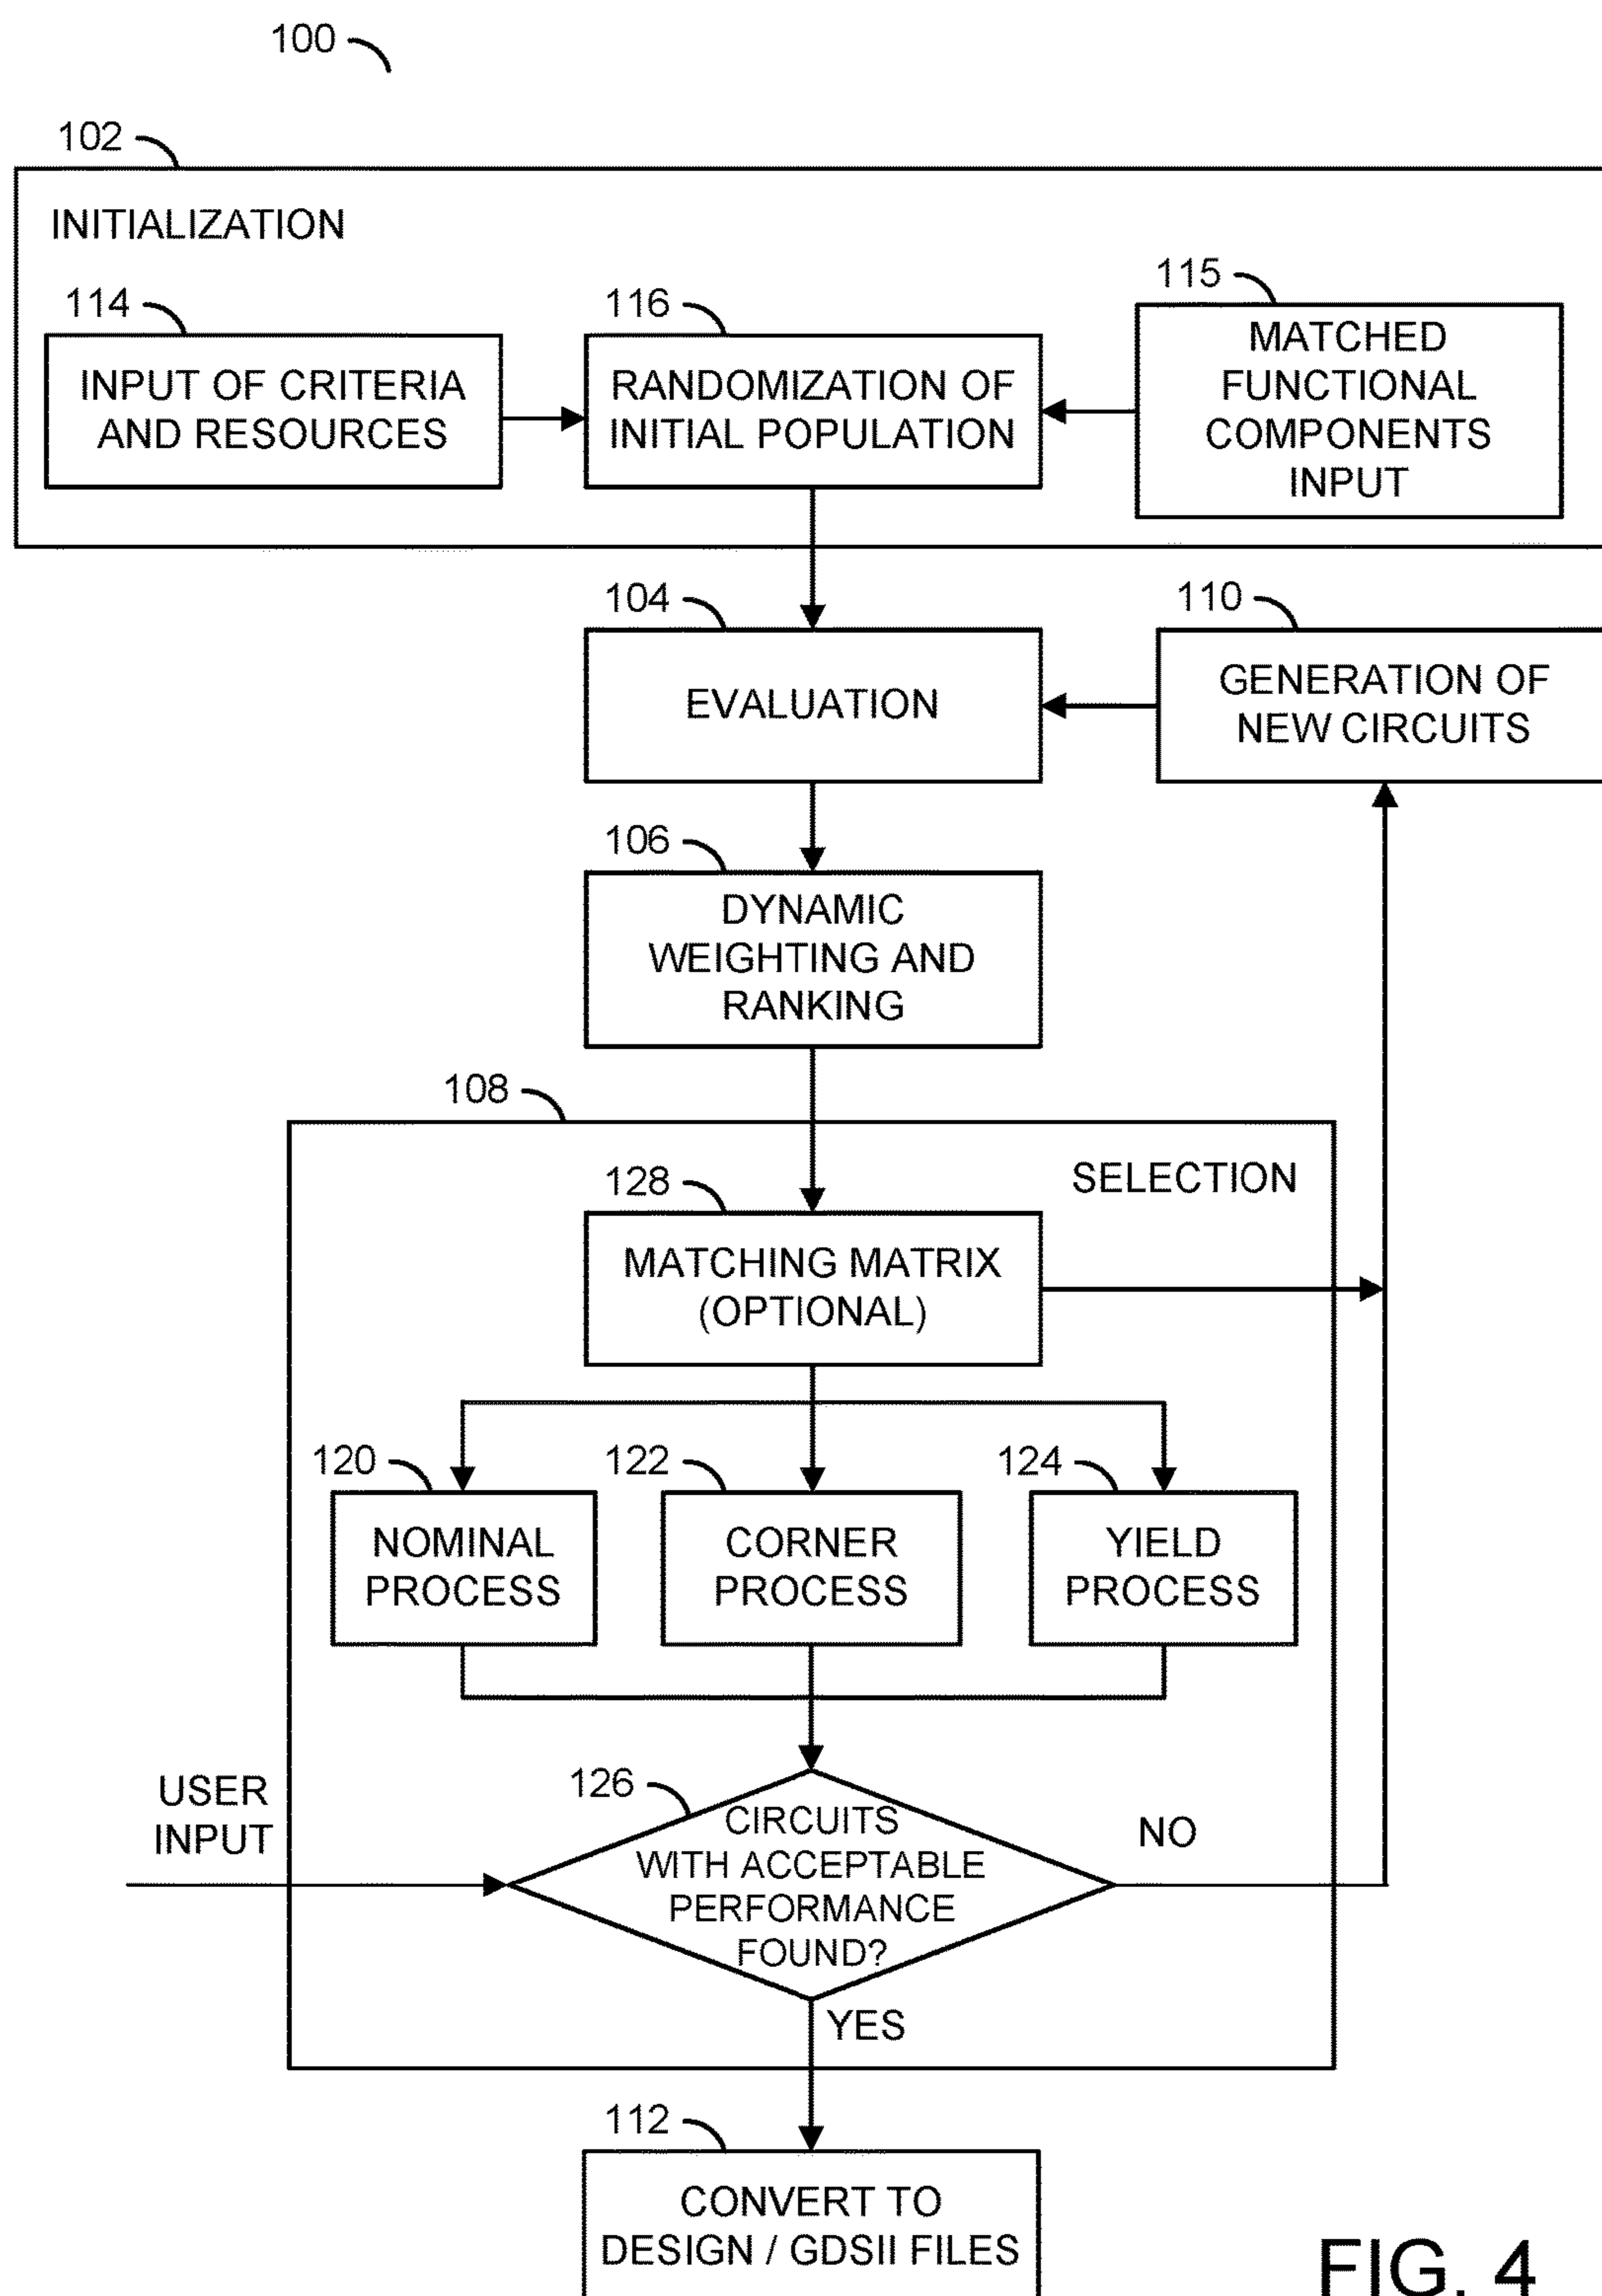 100
102
INITIALIZATION
114
116
115
INPUT OF CRITERIA
AND RESOURCES
RANDOMIZATION OF
INITIAL POPULATION
MATCHED
FUNCTIONAL
COMPONENTS
INPUT
104
110
EVALUATION
GENERATION OF
NEW CIRCUITS
106
DYNAMIC
WEIGHTING AND
RANKING
108
SELECTION
128
MATCHING MATRIX
(OPTIONAL)
120
122
124
NOMINAL
PROCESS
CORNER
PROCESS
YIELD
PROCESS
USER
INPUT
126
CIRCUITS
WITH ACCEPTABLE
PERFORMANCE
FOUND?
NO
YES
112
CONVERT TO
DESIGN / GDSII FILES
FIG. 4